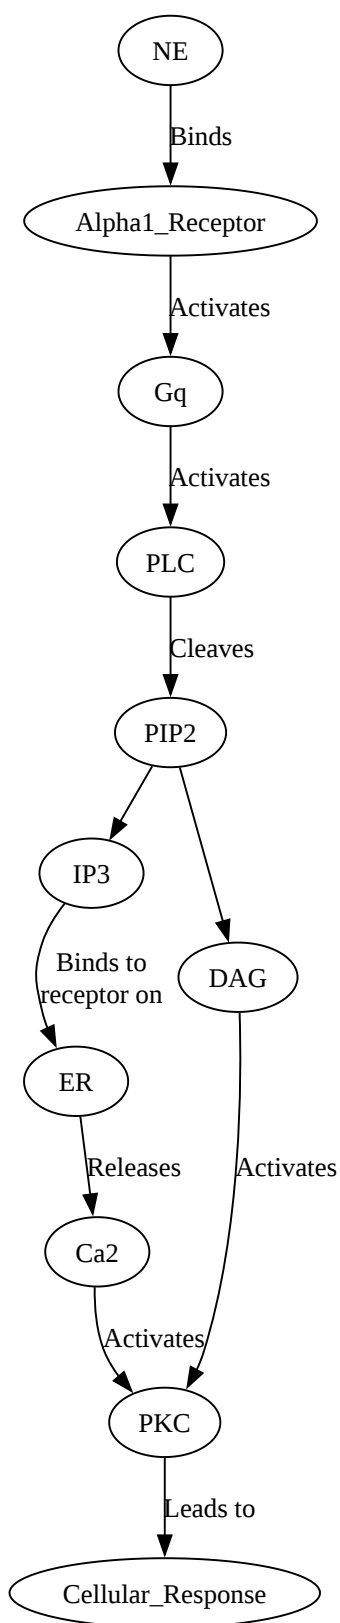 NE
Binds
Alpha1_Receptor
Activates
Gq
Activates
PLC
Cleaves
PIP2
IP3
Binds to
receptor on
DAG
ER
Releases
Activates
Ca2
Activates
PKC
Leads to
Cellular_Response